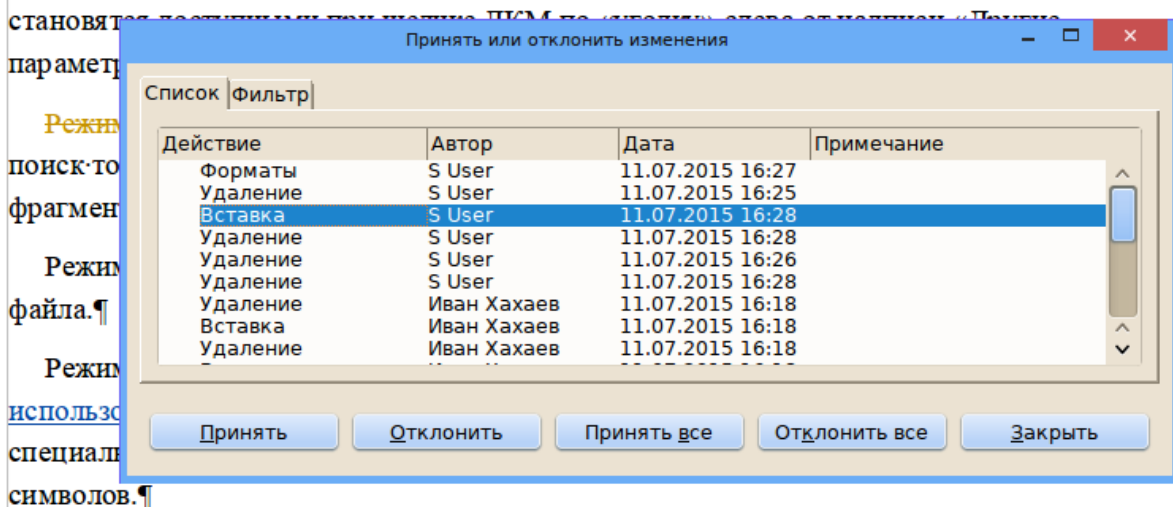 становятся доступными при щелчке ЛКМ по «уголку» слева от надписи «Другие
Принять или отклонить изменения
парамет
Список Фильтр
Режим
Действие Автор Дата Примечание
поиск·то
Форматы S User 11.07.2015 16:27
Удаление S User 11.07.2015 16:25
фрагмен
Вставка S User 11.07.2015 16:28
Удаление S User 11.07.2015 16:28
Удаление S User 11.07.2015 16:26
Режим
Удаление S User 11.07.2015 16:28
файла.¶
Удаление Иван Хахаев 11.07.2015 16:18
Вставка Иван Хахаев 11.07.2015 16:18
Удаление Иван Хахаев 11.07.2015 16:18
Режим
использо
Принять Отклонить Принять все Отклонить все Закрыть
специаль
символов.¶